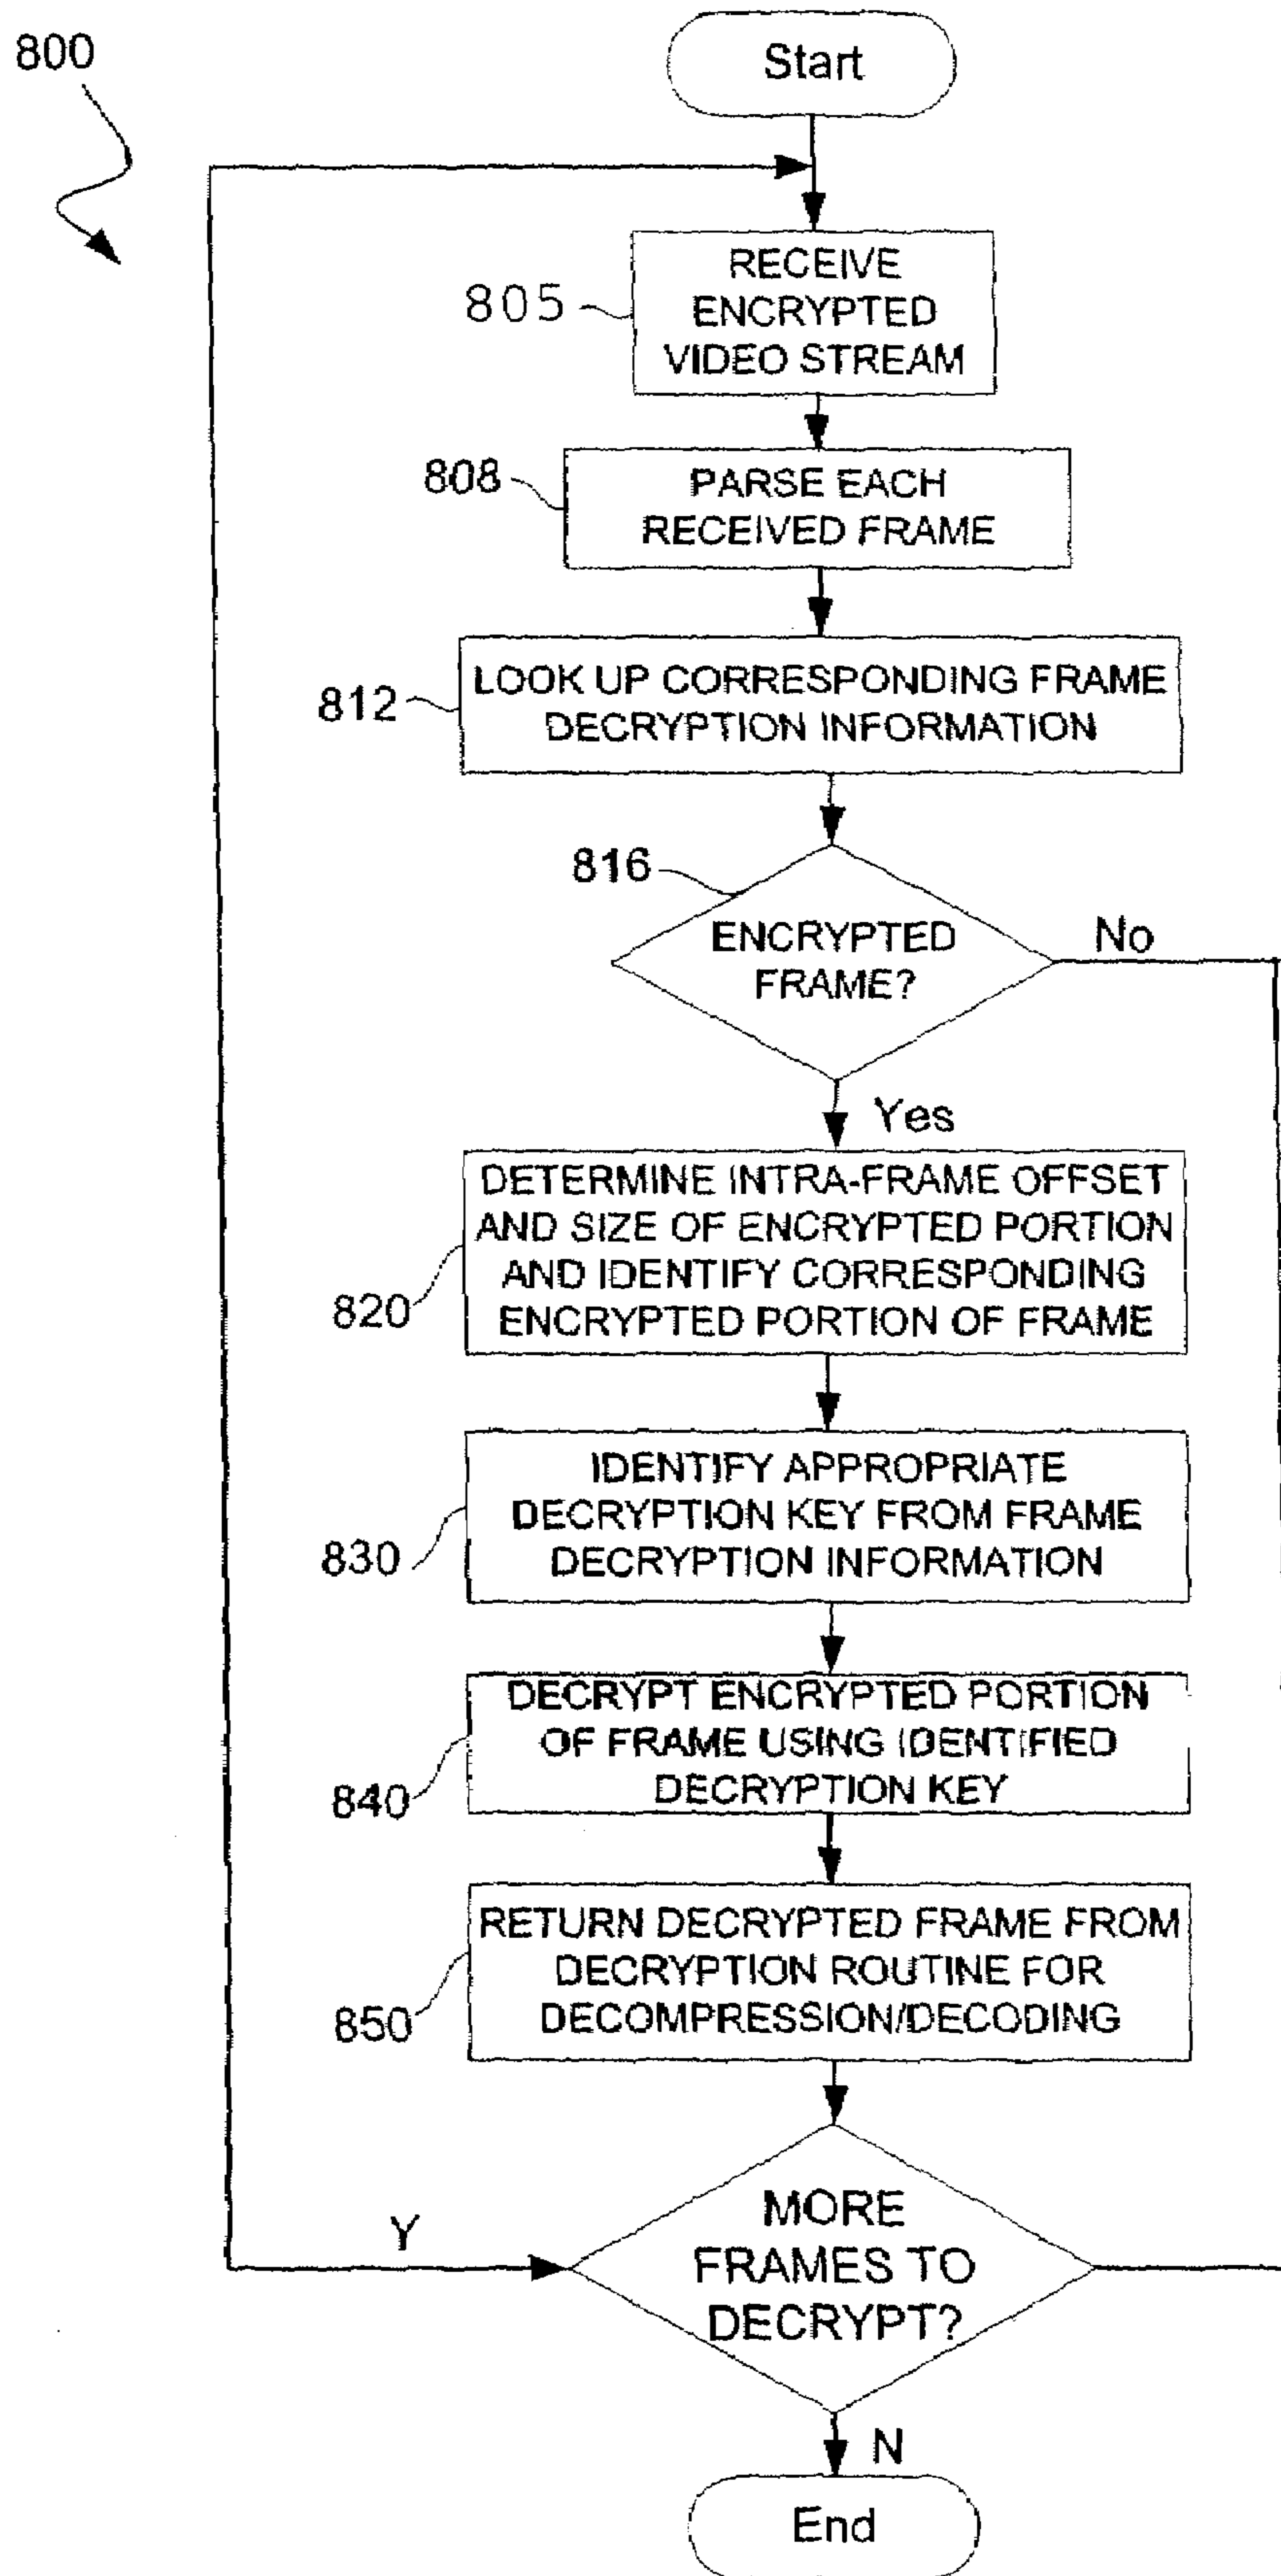 800
Start
805
RECEIVE
ENCRYPTED
VIDEO STREAM
808
PARSE EACH
RECEIVED FRAME
812
LOOK UP CORRESPONDING FRAME
DECRYPTION INFORMATION
816
ENCRYPTED
FRAME?
No
Yes
820
DETERMINE INTRA-FRAME OFFSET
AND SIZE OF ENCRYPTED PORTION
AND IDENTIFY CORRESPONDING
ENCRYPTED PORTION OF FRAME
830
IDENTIFY APPROPRIATE
DECRYPTION KEY FROM FRAME
DECRYPTION INFORMATION
840
DECRYPT ENCRYPTED PORTION
OF FRAME USING IDENTIFIED
DECRYPTION KEY
850
RETURN DECRYPTED FRAME FROM
DECRYPTION ROUTINE FOR
DECOMPRESSION/DECODING
Y
MORE
FRAMES TO
DECRYPT?
N
End